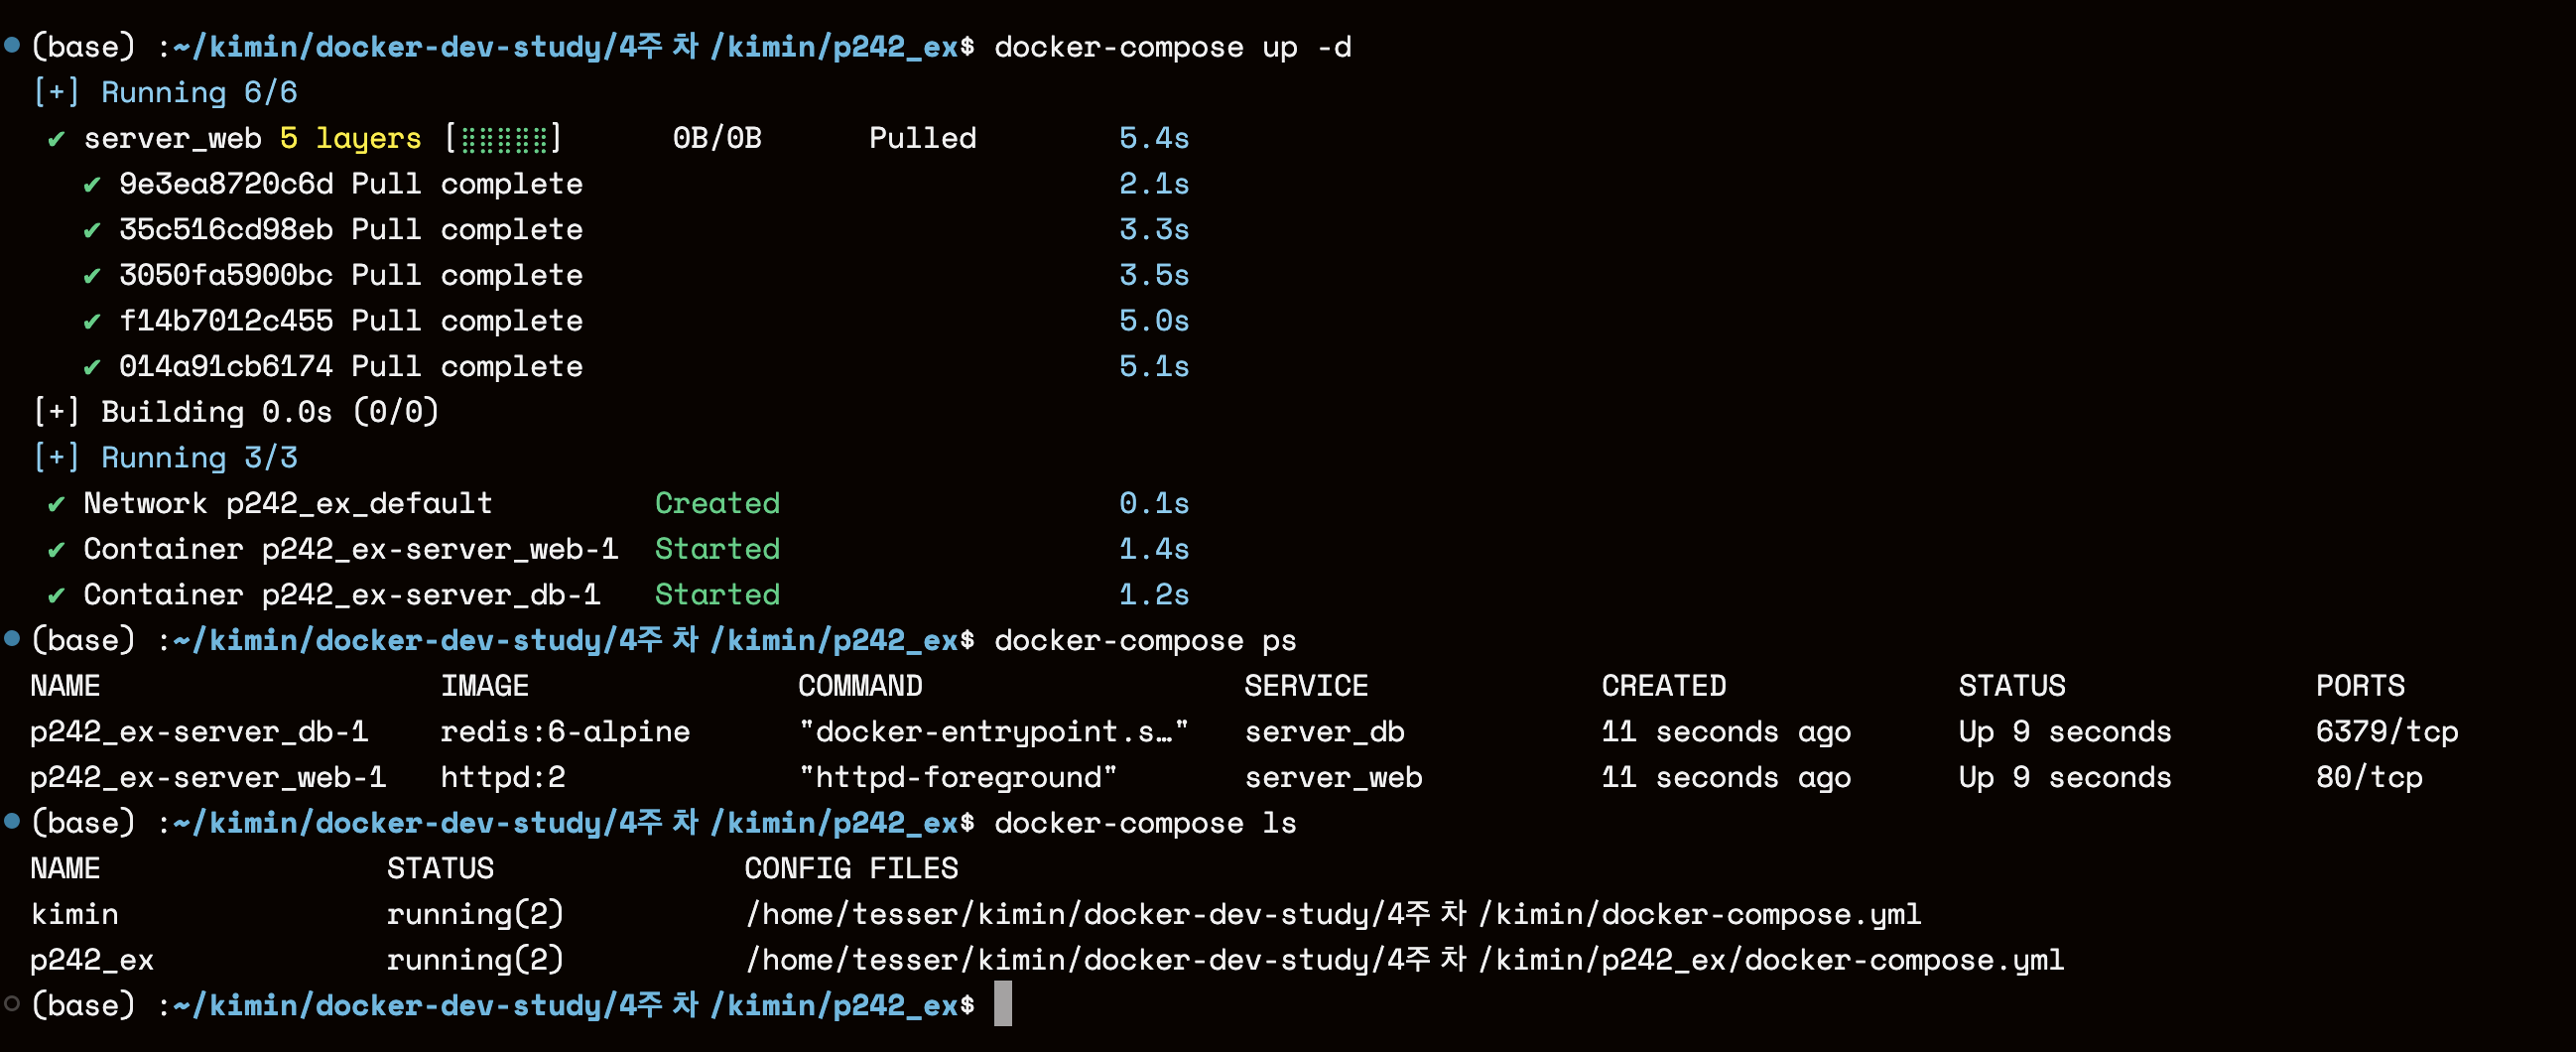 (base) :~/kimin/docker-dev-study/4주 차 /kimin/p242_ex$ docker-compose up -d
[+] Running 6/6
✔ server_web 5 layers [⣿⣿⣿⣿⣿] 0B/0B Pulled 5.4s
✔ 9e3ea8720c6d Pull complete 2.1s
✔ 35c516cd98eb Pull complete 3.3s
✔ 3050fa5900bc Pull complete 3.5s
✔ f14b7012c455 Pull complete 5.0s
✔ 014a91cb6174 Pull complete 5.1s
[+] Building 0.0s (0/0)
[+] Running 3/3
✔ Network p242_ex_default Created 0.1s
✔ Container p242_ex-server_web-1 Started 1.4s
✔ Container p242_ex-server_db-1 Started 1.2s
(base) :~/kimin/docker-dev-study/4주 차 /kimin/p242_ex$ docker-compose ps
NAME IMAGE COMMAND SERVICE CREATED STATUS PORTS
p242_ex-server_db-1 redis:6-alpine "docker-entrypoint.s…" server_db 11 seconds ago Up 9 seconds 6379/tcp
p242_ex-server_web-1 httpd:2 "httpd-foreground" server_web 11 seconds ago Up 9 seconds 80/tcp
(base) :~/kimin/docker-dev-study/4주 차 /kimin/p242_ex$ docker-compose ls
NAME STATUS CONFIG FILES
kimin running(2) /home/tesser/kimin/docker-dev-study/4주 차 /kimin/docker-compose.yml
p242_ex running(2) /home/tesser/kimin/docker-dev-study/4주 차 /kimin/p242_ex/docker-compose.yml
(base) :~/kimin/docker-dev-study/4주 차 /kimin/p242_ex$